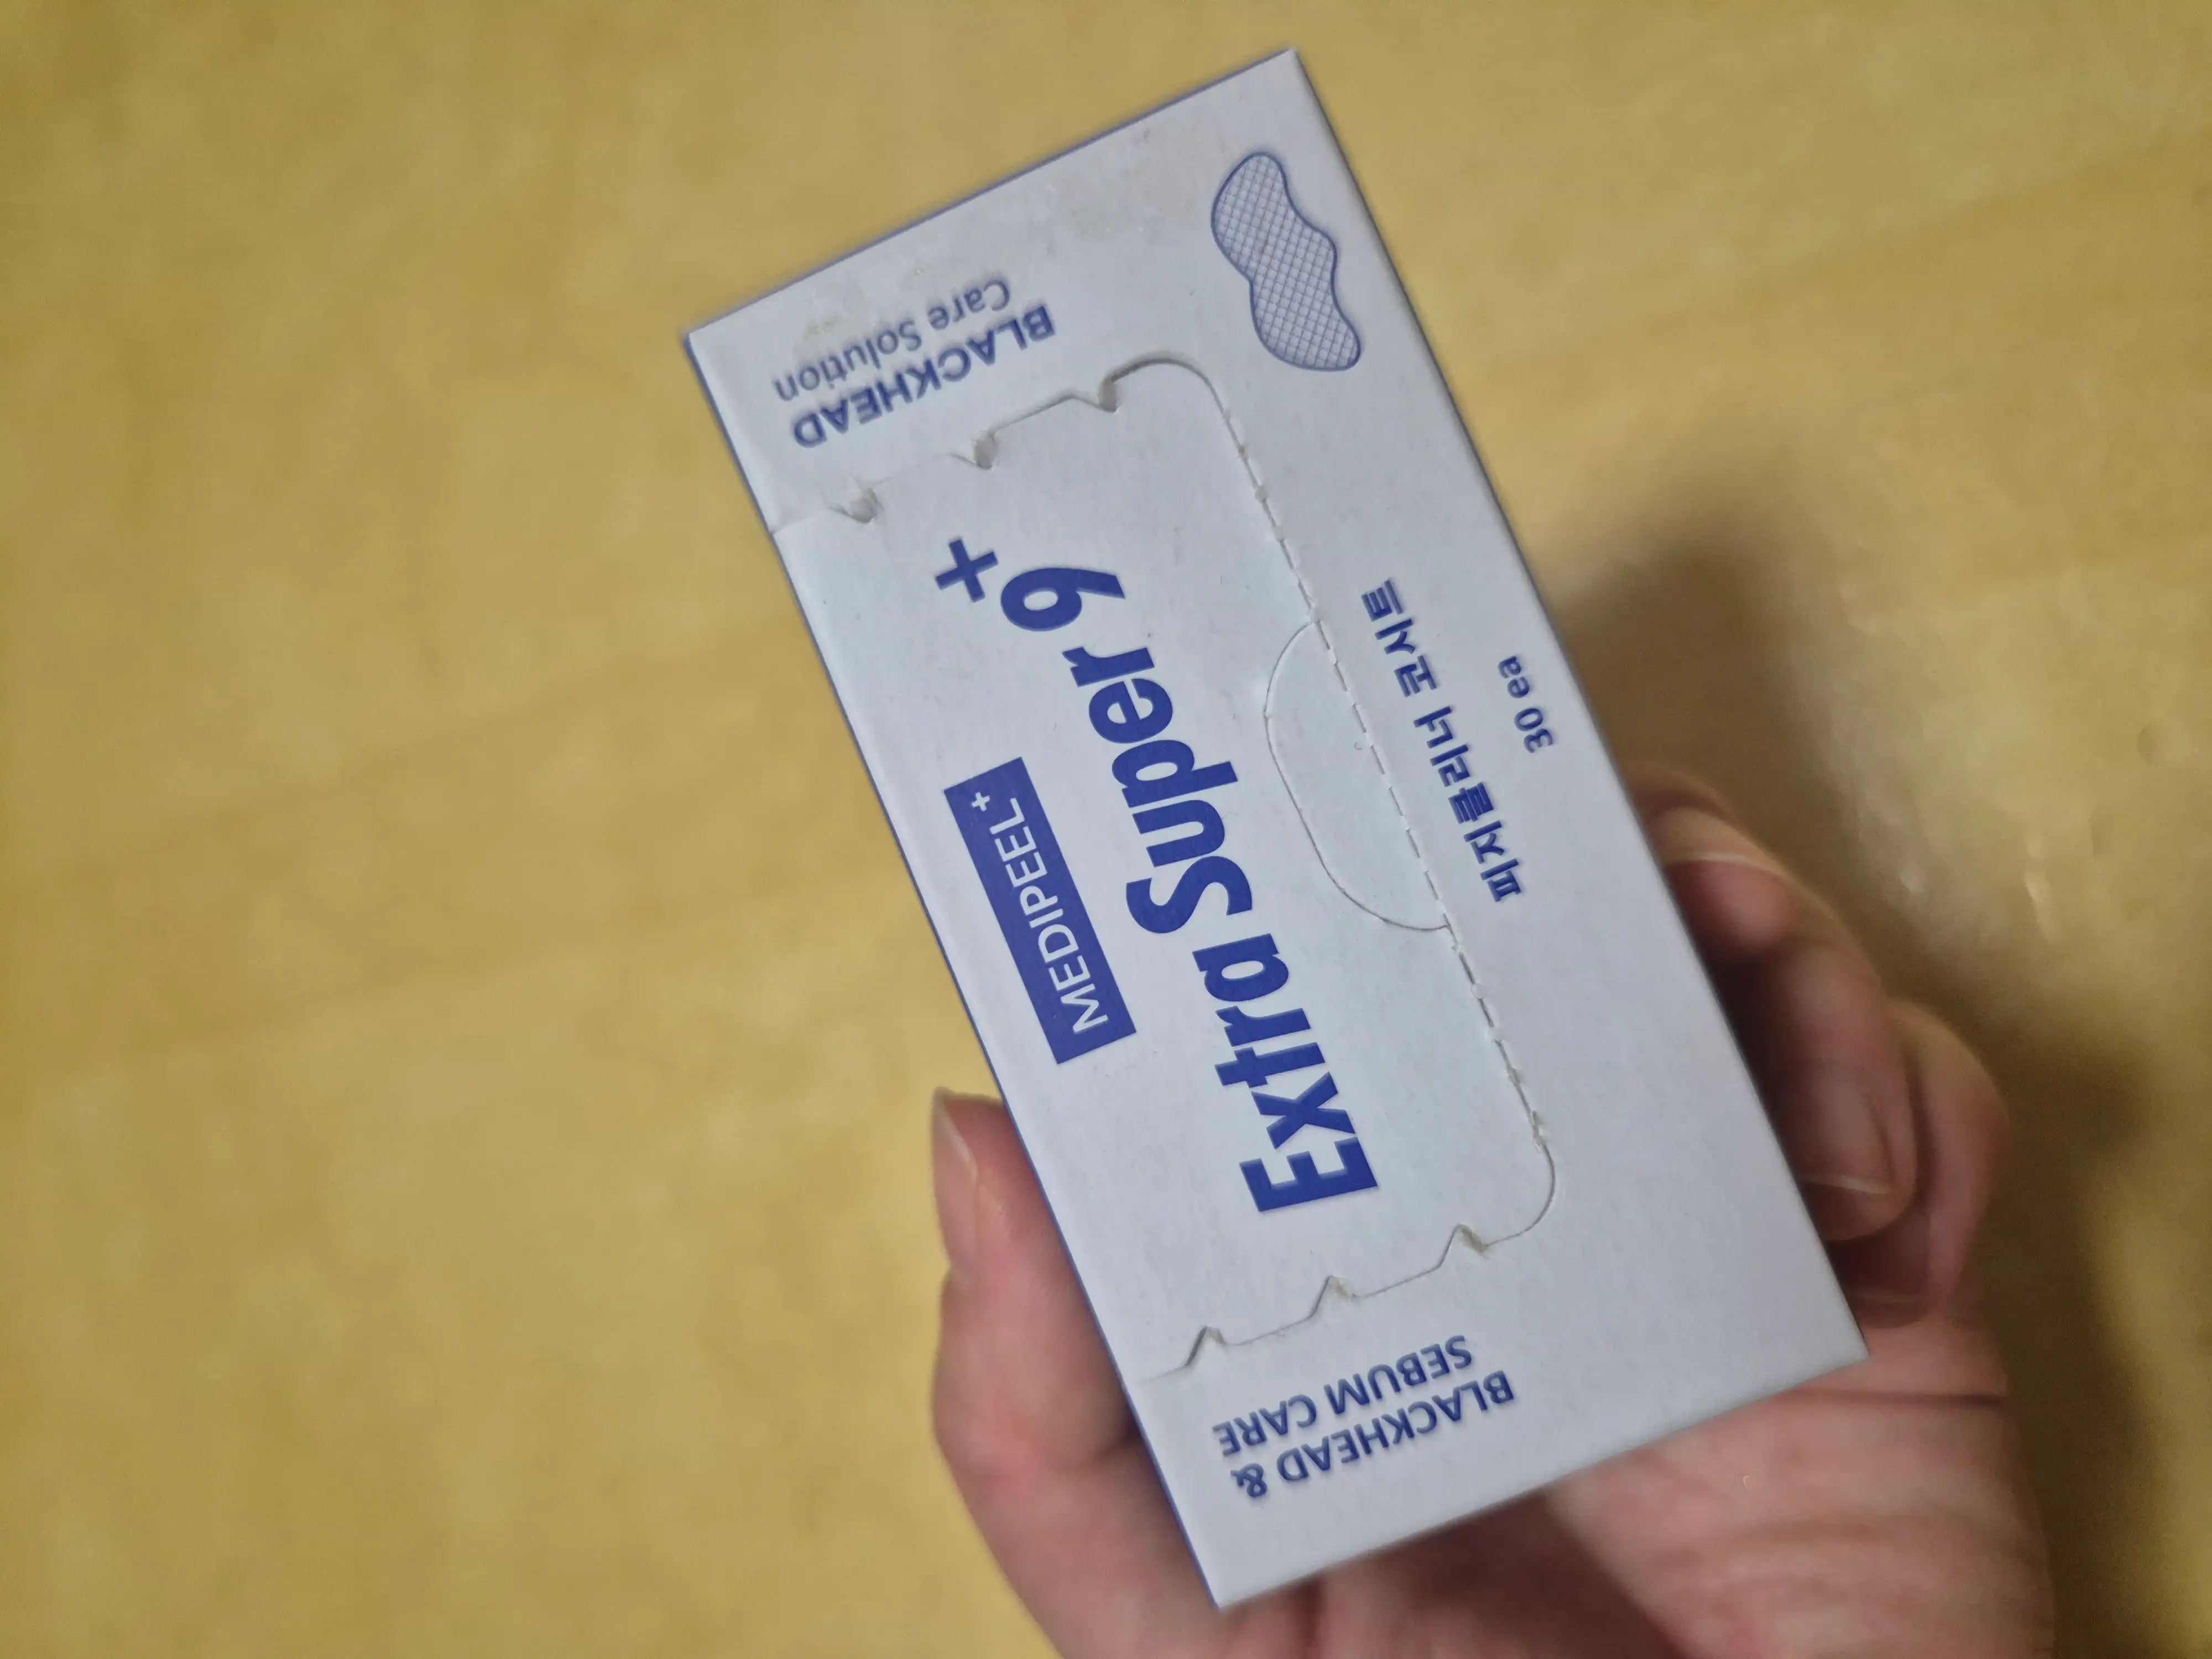 MEDIPEEL+
Extra Super 9+
피지클리너 코시트
30 ea
BLACKHEAD &
SEBUM CARE
BLACKHEAD
Care Solution